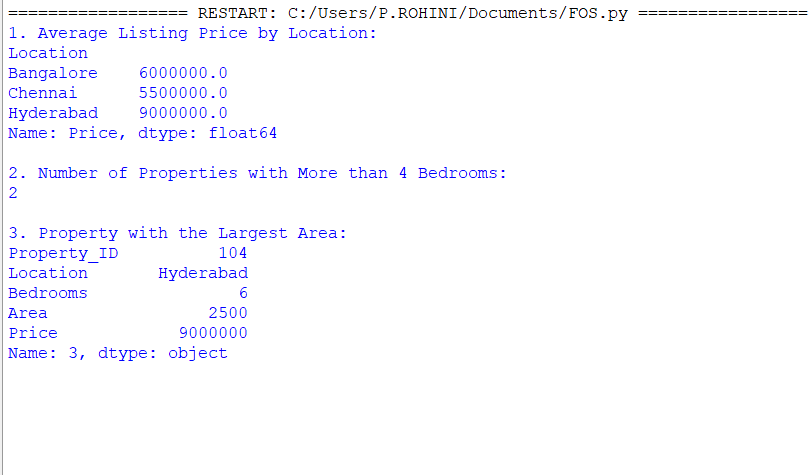 ================== RESTART: C:/Users/P.ROHINI/Documents/FOS.py =================
1. Average Listing Price by Location:
Location
Bangalore    6000000.0
Chennai      5500000.0
Hyderabad    9000000.0
Name: Price, dtype: float64

2. Number of Properties with More than 4 Bedrooms:
2

3. Property with the Largest Area:
Property_ID          104
Location       Hyderabad
Bedrooms               6
Area                2500
Price            9000000
Name: 3, dtype: object